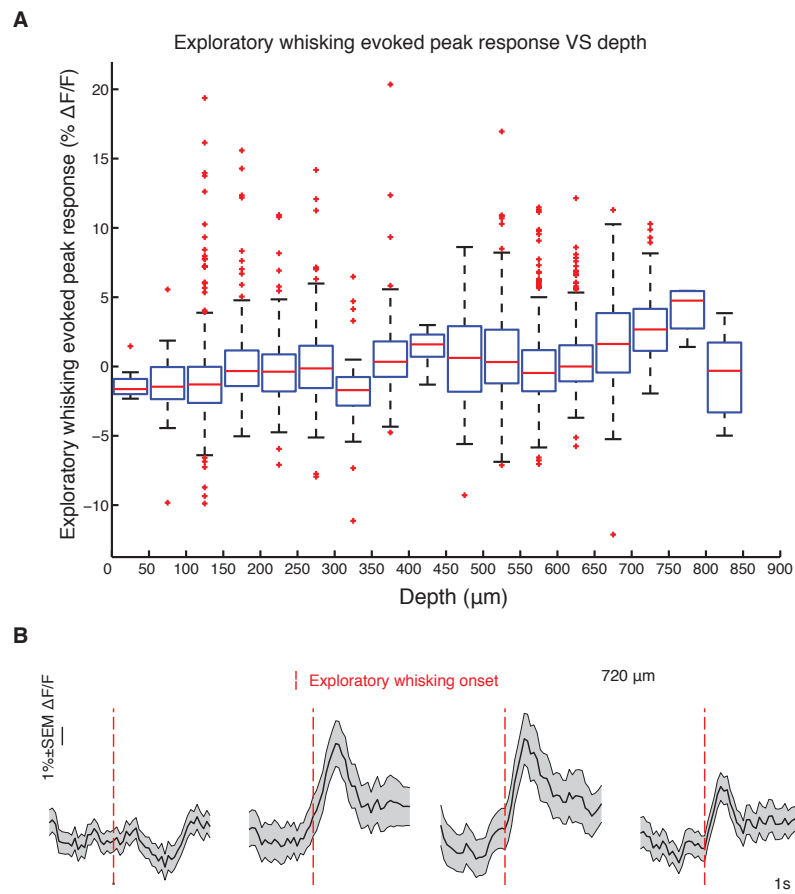 A
Exploratory whisking evoked peak response VS depth
Exploratory whisking evoked peak response (% ΔF/F)
20
15
10
5
0
−5
−10
0 50 100 150 200 250 300 350 400 450 500 550 600 650 700 750 800 850 900
Depth (µm)
B
Exploratory whisking onset
720 µm
1%±SEM ΔF/F
1s